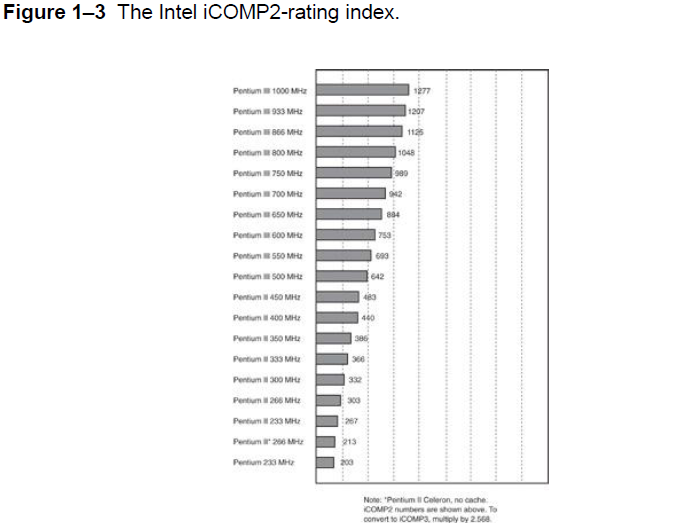 Figure 1–3 The Intel iCOMP2-rating index.
Pentium III 1000 MHz 1277
Pentium III 933 MHz 1207
Pentium III 866 MHz 1125
Pentium III 800 MHz 1048
Pentium III 750 MHz 989
Pentium III 700 MHz 942
Pentium III 650 MHz 884
Pentium III 600 MHz 753
Pentium III 550 MHz 693
Pentium III 500 MHz 642
Pentium II 450 MHz 483
Pentium II 400 MHz 440
Pentium II 350 MHz 386
Pentium II 333 MHz 366
Pentium II 300 MHz 332
Pentium II 266 MHz 303
Pentium II 233 MHz 267
Pentium II* 266 MHz 213
Pentium 233 MHz 203
Note: *Pentium II Celeron, no cache.
iCOMP2 numbers are shown above. To
convert to iCOMP3, multiply by 2.568.